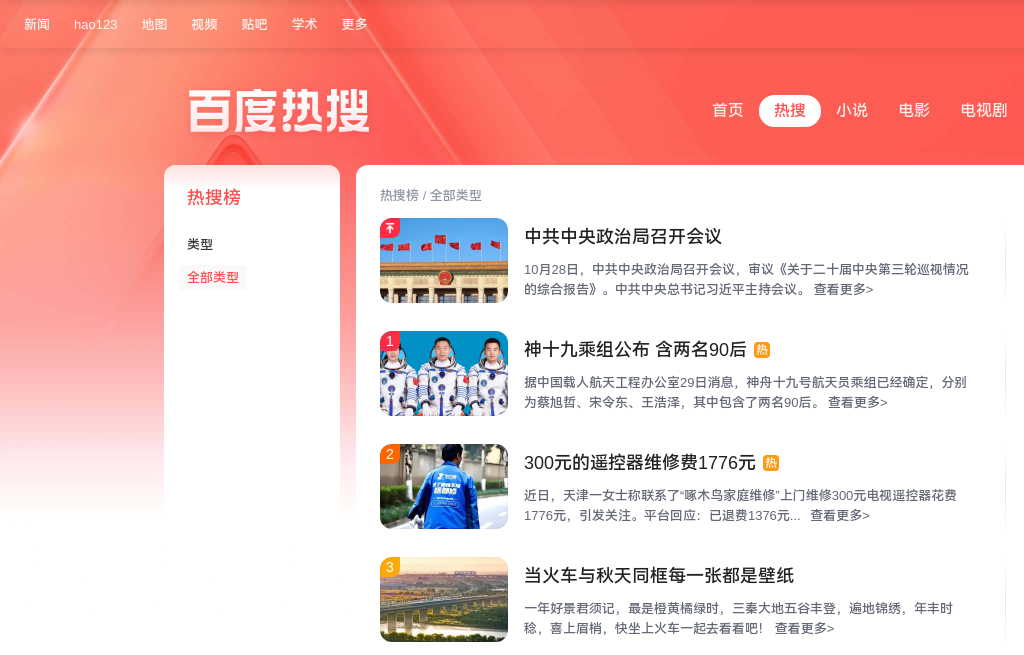 新闻 hao123 地图 视频 贴吧 学术 更多
百度热搜
首页 热搜 小说 电影 电视剧
热搜榜
类型
全部类型
热搜榜 / 全部类型
中共中央政治局召开会议
10月28日，中共中央政治局召开会议，审议《关于二十届中央第三轮巡视情况
的综合报告》。中共中央总书记习近平主持会议。 查看更多>
1
神十九乘组公布 含两名90后 热
据中国载人航天工程办公室29日消息，神舟十九号航天员乘组已经确定，分别
为蔡旭哲、宋令东、王浩泽，其中包含了两名90后。 查看更多>
2
300元的遥控器维修费1776元 热
近日，天津一女士称联系了“啄木鸟家庭维修”上门维修300元电视遥控器花费
1776元，引发关注。平台回应：已退费1376元... 查看更多>
3
当火车与秋天同框每一张都是壁纸
一年好景君须记，最是橙黄橘绿时，三秦大地五谷丰登，遍地锦绣，年丰时
稔，喜上眉梢，快坐上火车一起去看看吧！ 查看更多>